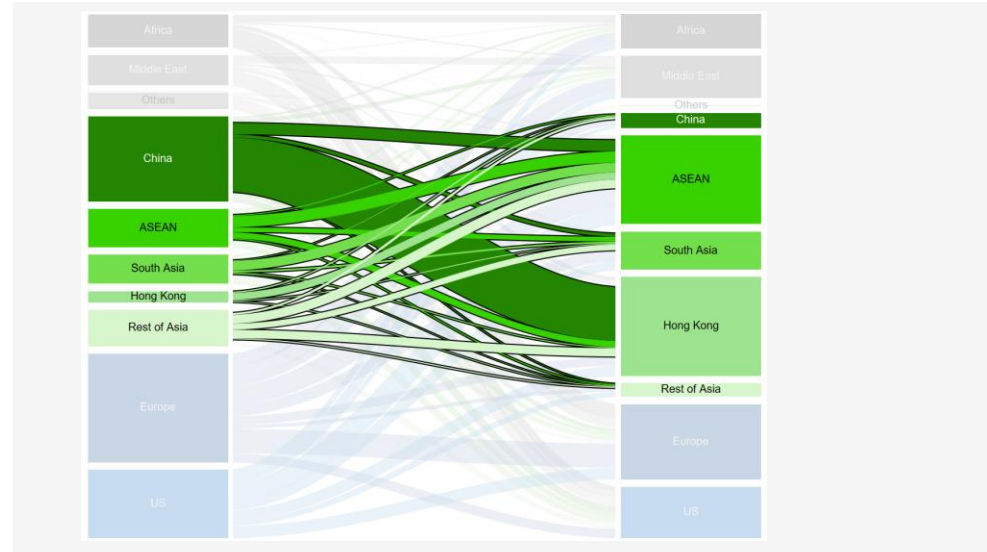 Africa
Middle East
Others
China
ASEAN
South Asia
Hong Kong
Rest of Asia
Europe
US
Africa
Middle East
Others
China
ASEAN
South Asia
Hong Kong
Rest of Asia
Europe
US